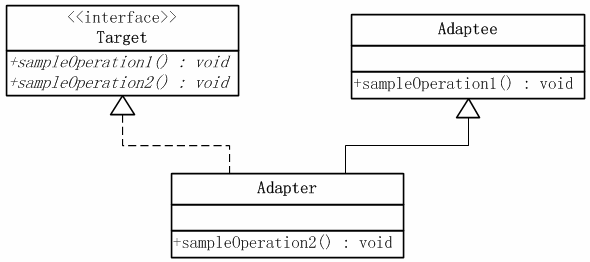 <<interface>>
Target
+sampleOperation1() : void
+sampleOperation2() : void
Adaptee
+sampleOperation1() : void
Adapter
+sampleOperation2() : void